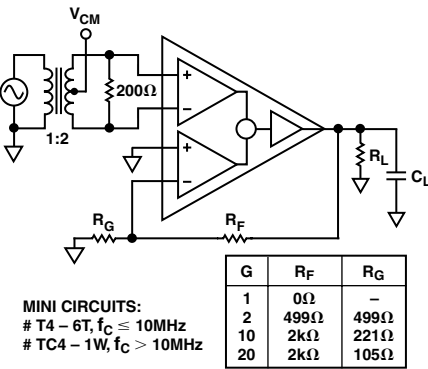 VCM
200Ω
1:2
+
–
+
–
RL
CL
RG
RF
G RF RG
1 0Ω –
2 499Ω 499Ω
10 2kΩ 221Ω
20 2kΩ 105Ω
MINI CIRCUITS:
# T4 – 6T, fC ≤ 10MHz
# TC4 – 1W, fC > 10MHz